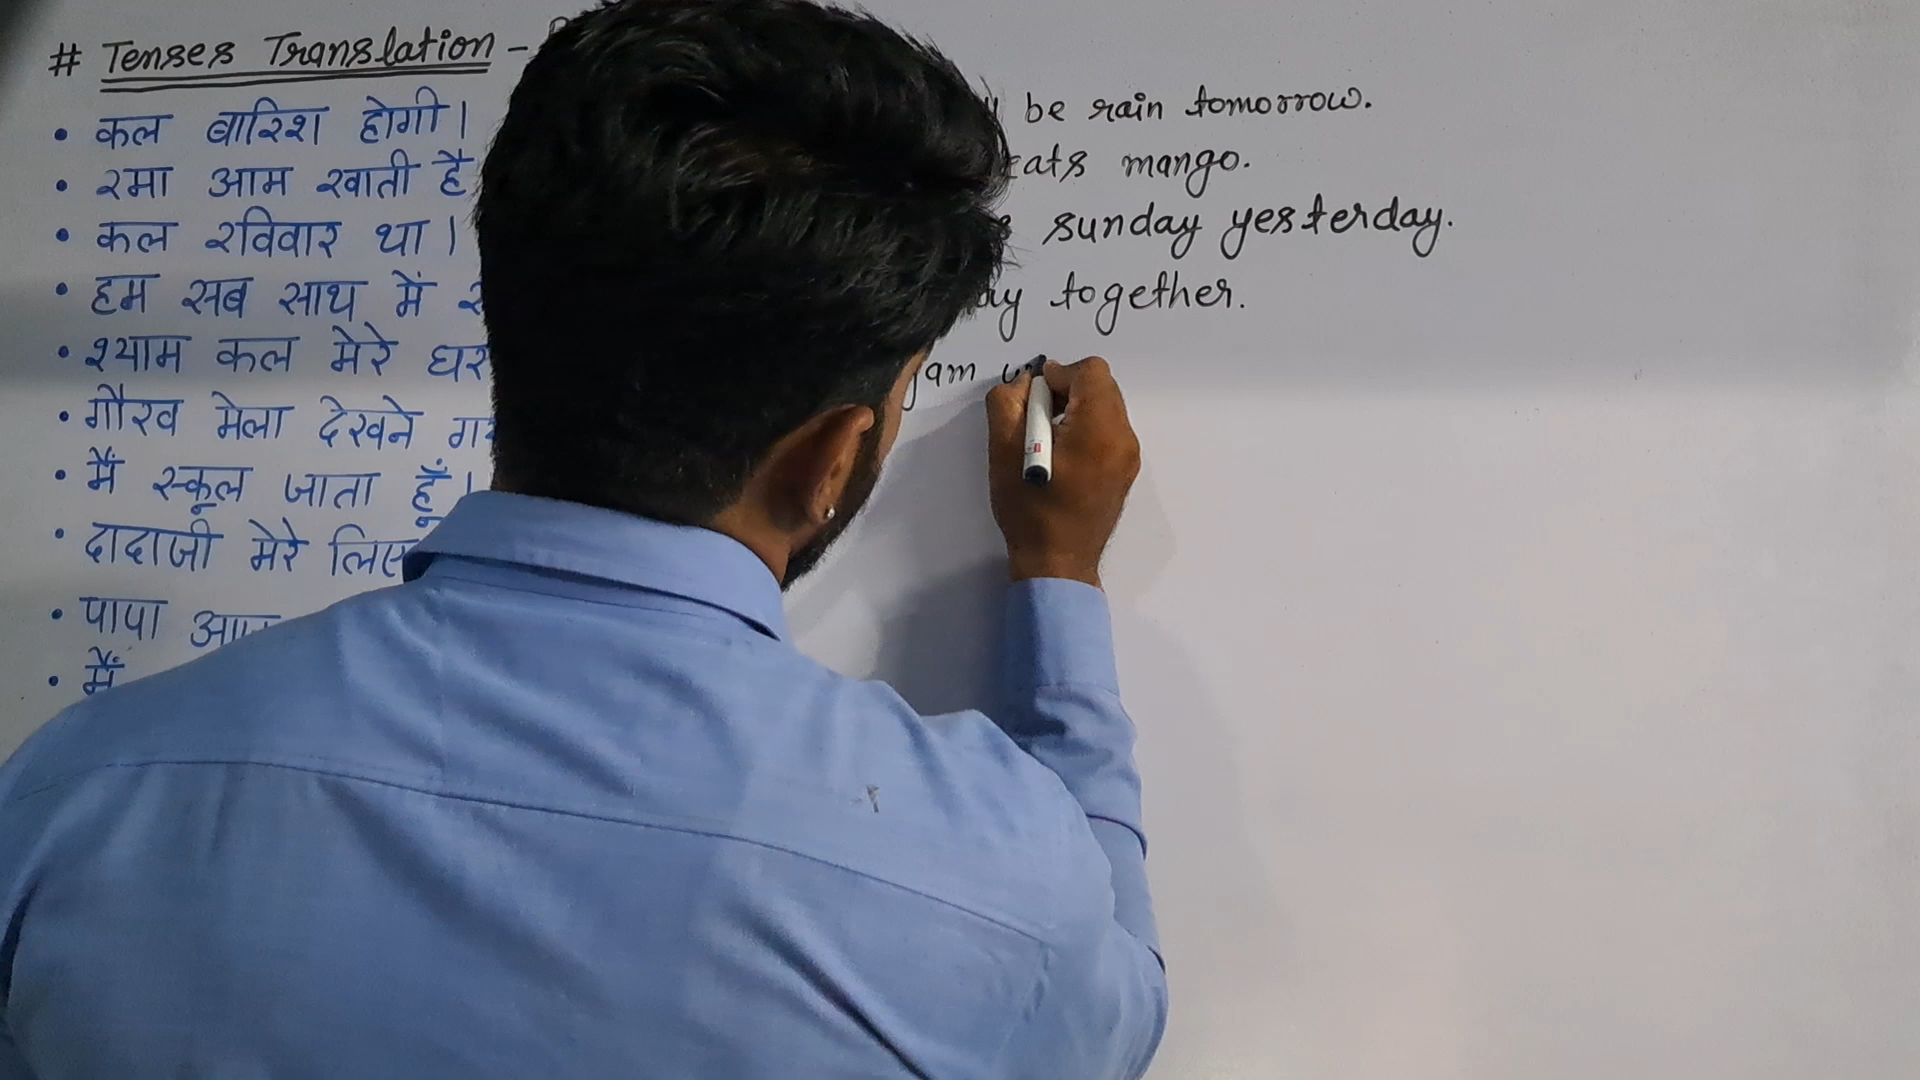 # Tenses Translation -
• कल बारिश होगी। be rain tomorrow.
• रमा आम खाती है eats mango.
• कल रविवार था। sunday yesterday.
• हम सब साथ में together.
• श्याम कल मेरे घर
• गौरव मेला देखने
• मैं स्कूल जाता हूँ।
• दादाजी मेरे लिए
• पापा
• मैं